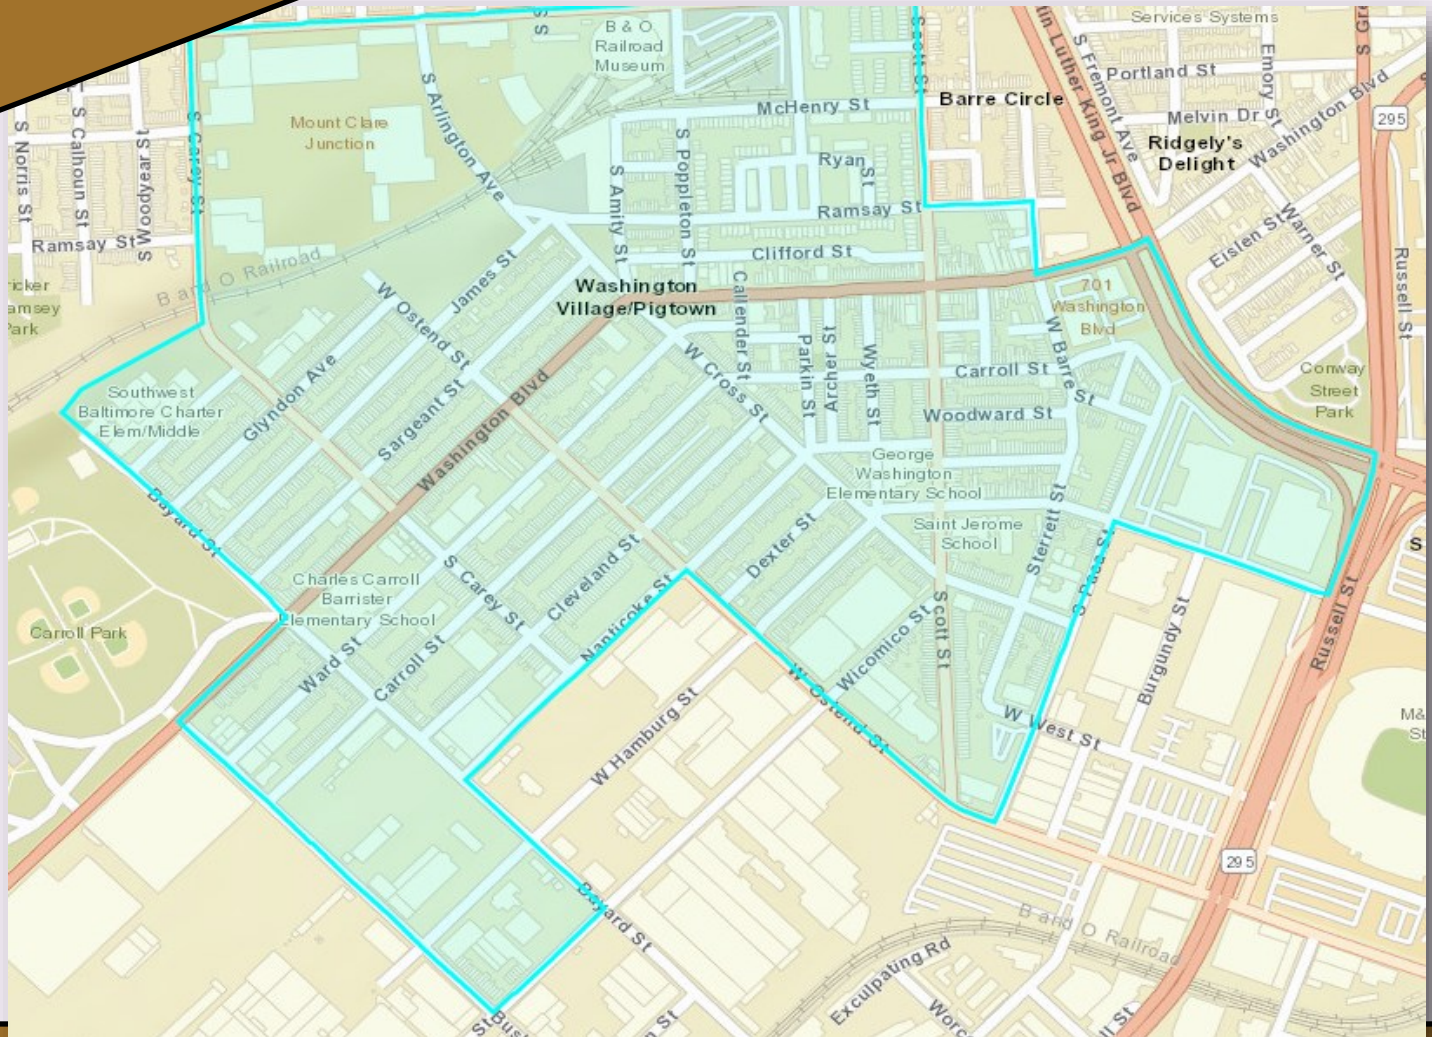 Services Systems
B & O
Railroad
Museum
S Fremont Ave
Emory St
Portland St
Barre Circle
McHenry St
Melvin Dr
Washington Blvd
295
Ridgely's
Delight
Mount Clare
Junction
S Arlington Ave
S Norris St
S Calhoun St
S Woodyear St
S Carey St
S Amity St
S Poppleton St
Ryan
St
Ramsay St
Ramsay St
Clifford St
Eislen St
Warner St
Russell St
B and O Railroad
James St
Washington
Village/Pigtown
Callender St
701
Washington
Blvd
W Ostend St
Parkin St
Archer St
Wyeth St
W Barre St
W Cross St
Carroll St
Conway
Street
Park
Woodward St
Glyndon Ave
Sargeant St
Washington Blvd
Southwest
Baltimore Charter
Elem/Middle
George
Washington
Elementary School
Saint Jerome
School
Bayard St
Dexter St
Sterrett St
S Paca St
Charles Carroll
Barrister
Elementary School
S Carey St
Cleveland St
Nanticoke St
Scott St
Wicomico St
Burgundy St
Russell St
Carroll Park
Ward St
Carroll St
W Hamburg St
W Ostend St
W West St
295
Bayard St
B and O Railroad
Exculpating Rd